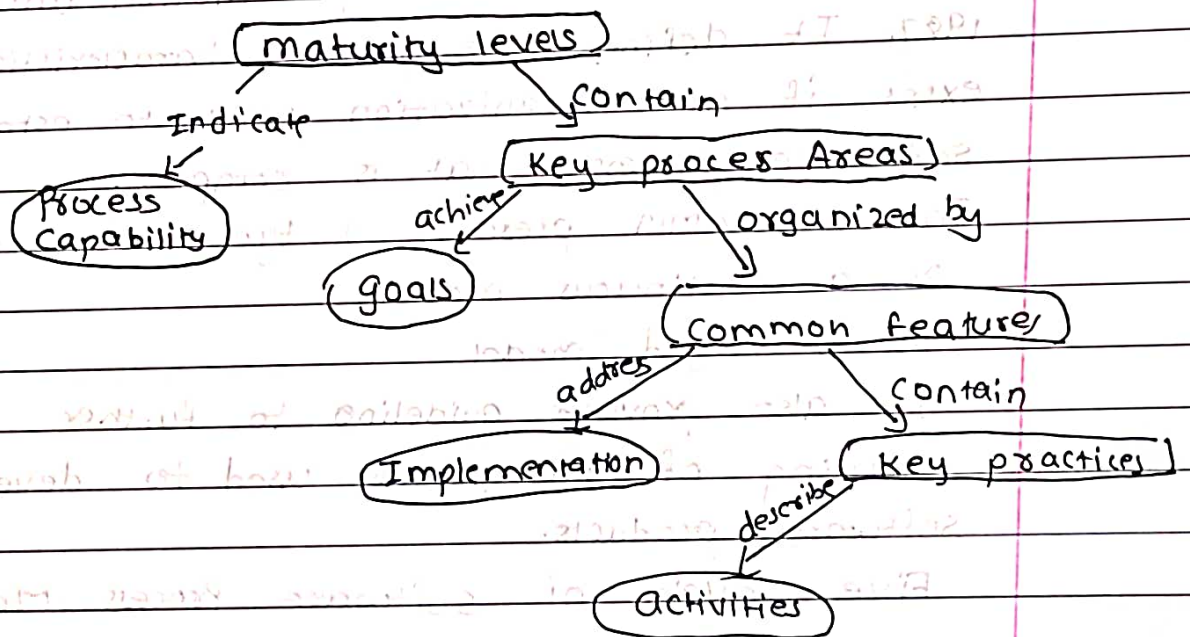 maturity levels
Indicate
contain
Key proces Areas
Process
Capability
achieve
organized by
goals
Common features
addres
contain
Implementation
Key practices
describe
activities